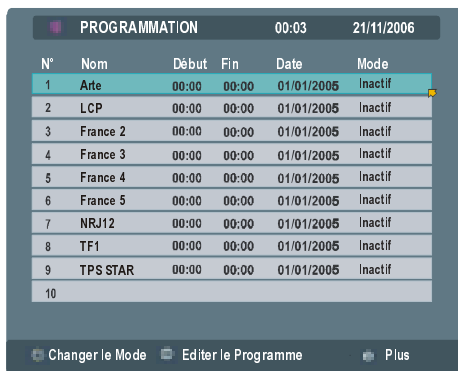 PROGRAMMATION 00:03 21/11/2006
N° Nom Début Fin Date Mode
1 Arte 00:00 00:00 01/01/2005 Inactif
2 LCP 00:00 00:00 01/01/2005 Inactif
3 France 2 00:00 00:00 01/01/2005 Inactif
4 France 3 00:00 00:00 01/01/2005 Inactif
5 France 4 00:00 00:00 01/01/2005 Inactif
6 France 5 00:00 00:00 01/01/2005 Inactif
7 NRJ12 00:00 00:00 01/01/2005 Inactif
8 TF1 00:00 00:00 01/01/2005 Inactif
9 TPS STAR 00:00 00:00 01/01/2005 Inactif
10
Changer le Mode Editer le Programme Plus